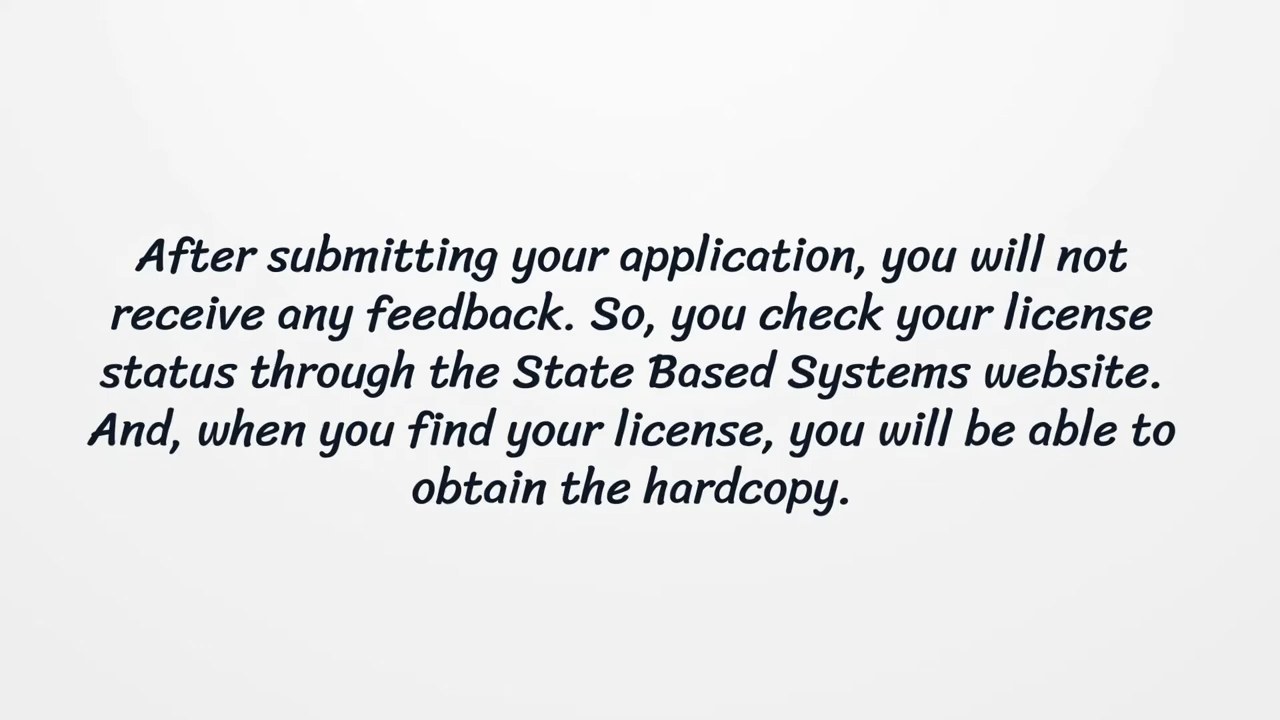 After submitting your application, you will not
receive any feedback. So, you check your license
status through the State Based Systems website.
And, when you find your license, you will be able to
obtain the hardcopy.